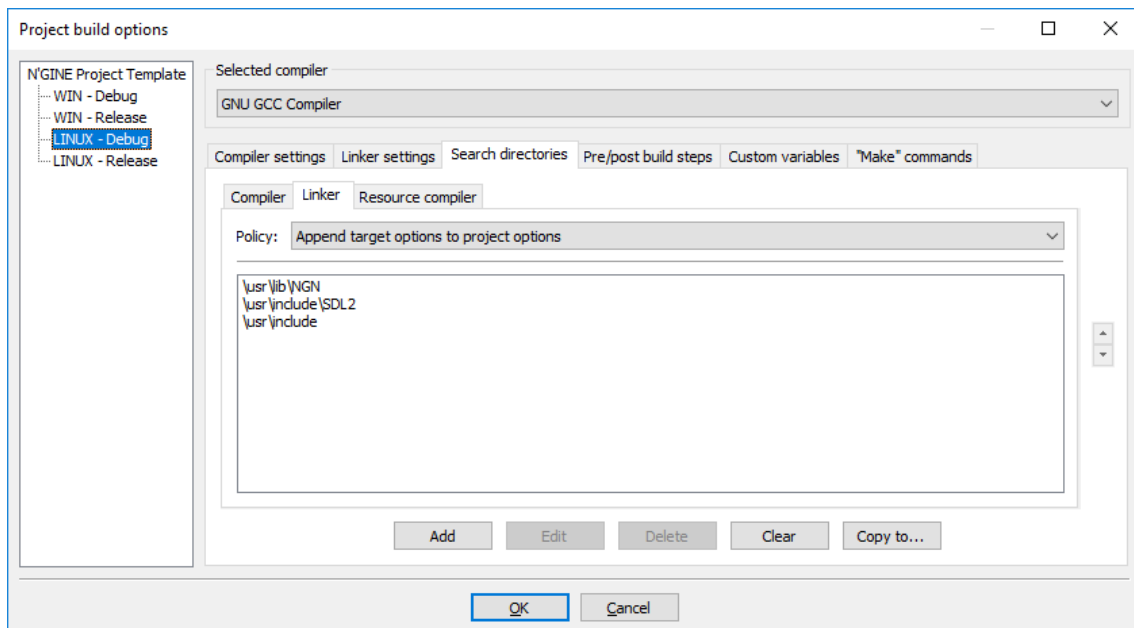 Project build options
N'GINE Project Template
WIN - Debug
WIN - Release
LINUX - Debug
LINUX - Release
Selected compiler
GNU GCC Compiler
Compiler settings Linker settings Search directories Pre/post build steps Custom variables "Make" commands
Compiler Linker Resource compiler
Policy: Append target options to project options
\usr\lib\NGN
\usr\include\SDL2
\usr\include
Add Edit Delete Clear Copy to...
OK Cancel